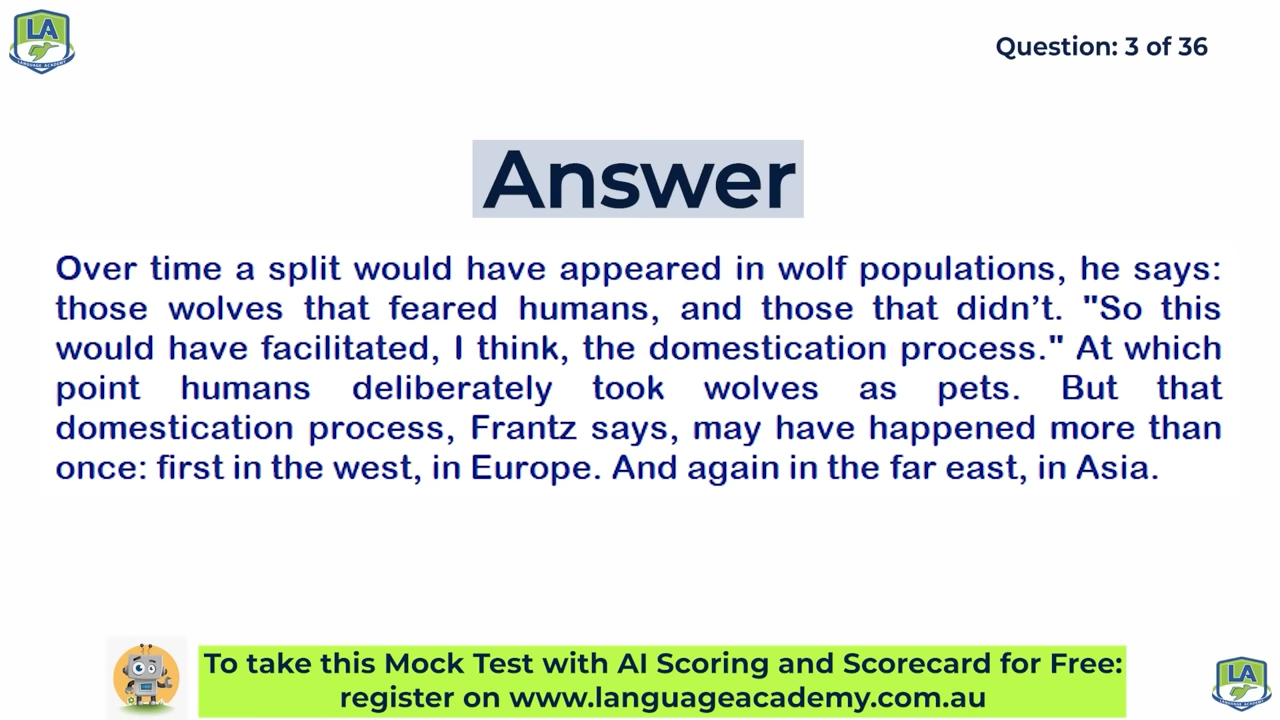 LA
LANGUAGE ACADEMY
Question: 3 of 36
Answer
Over time a split would have appeared in wolf populations, he says:
those wolves that feared humans, and those that didn’t. "So this
would have facilitated, I think, the domestication process." At which
point humans deliberately took wolves as pets. But that
domestication process, Frantz says, may have happened more than
once: first in the west, in Europe. And again in the far east, in Asia.
To take this Mock Test with AI Scoring and Scorecard for Free:
register on www.languageacademy.com.au
LA
LANGUAGE ACADEMY